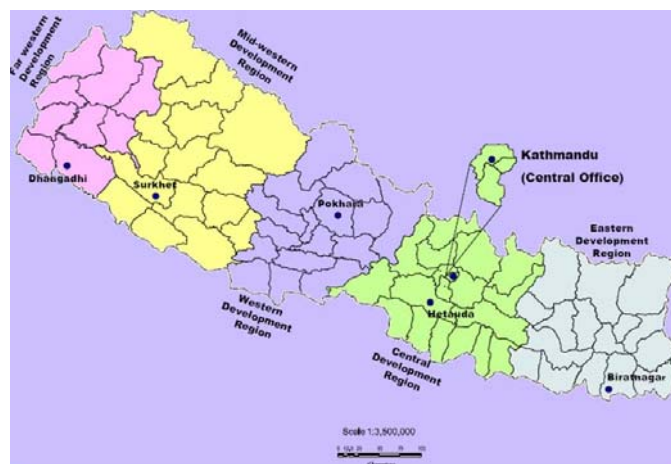 Far western
Development
Region
Mid-western
Development
Region
Kathmandu
(Central Office)
Dhangadhi
Surkhet
Pokhara
Eastern
Development
Region
Western
Development
Region
Hetauda
Central
Development
Region
Biratnagar
Scale 1:3,500,000